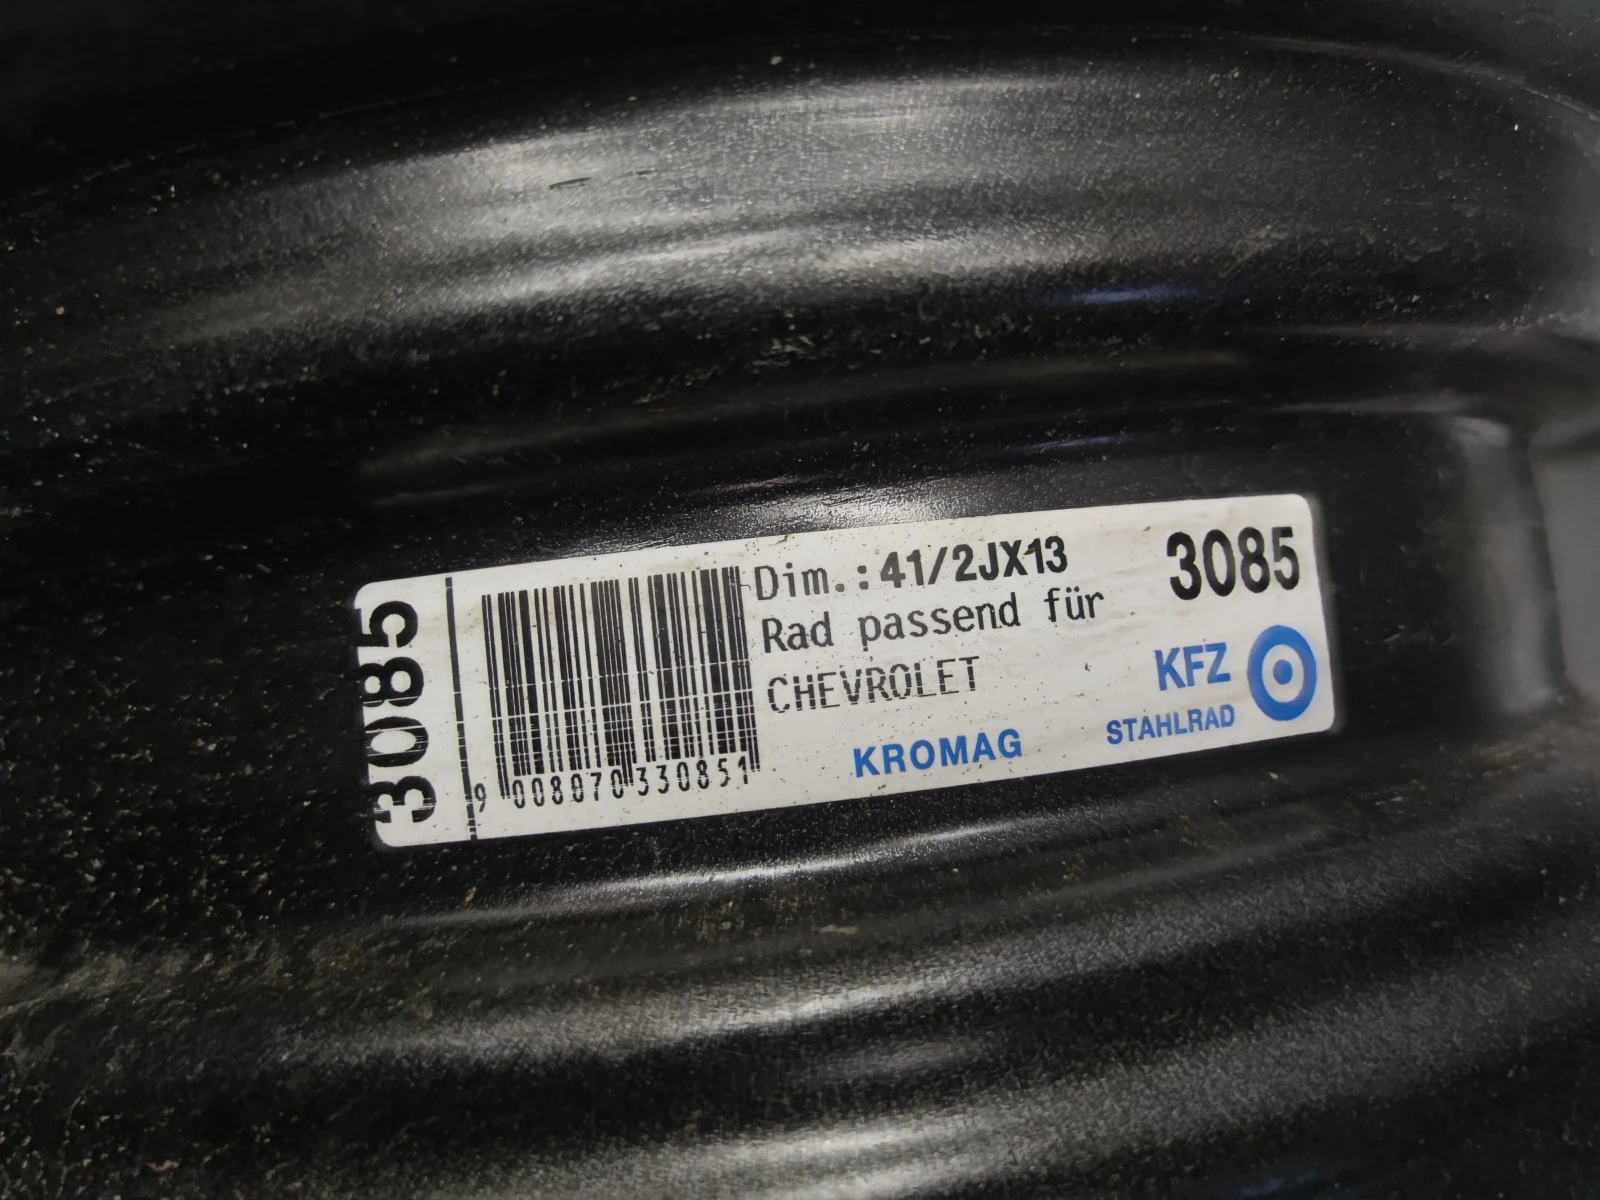 3085
Dim.: 41/2JX13
3085
Rad passend für
CHEVROLET
KFZ
KROMAG
STAHLRAD
9 008070 330851